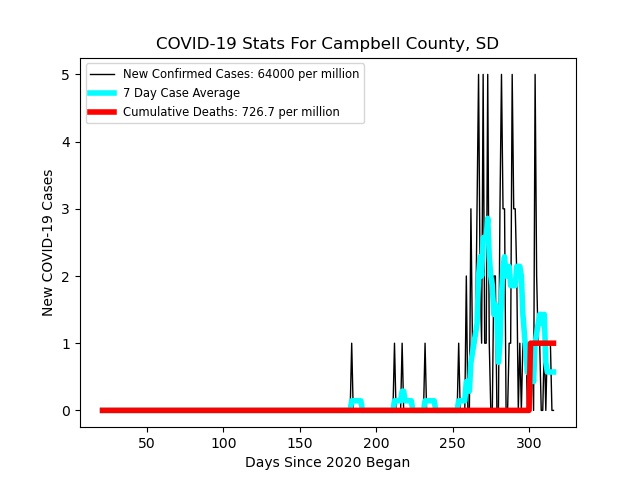 COVID-19 Stats For Campbell County, SD
New Confirmed Cases: 64000 per million
7 Day Case Average
Cumulative Deaths: 726.7 per million
New COVID-19 Cases
5
4
3
2
1
0
50 100 150 200 250 300
Days Since 2020 Began